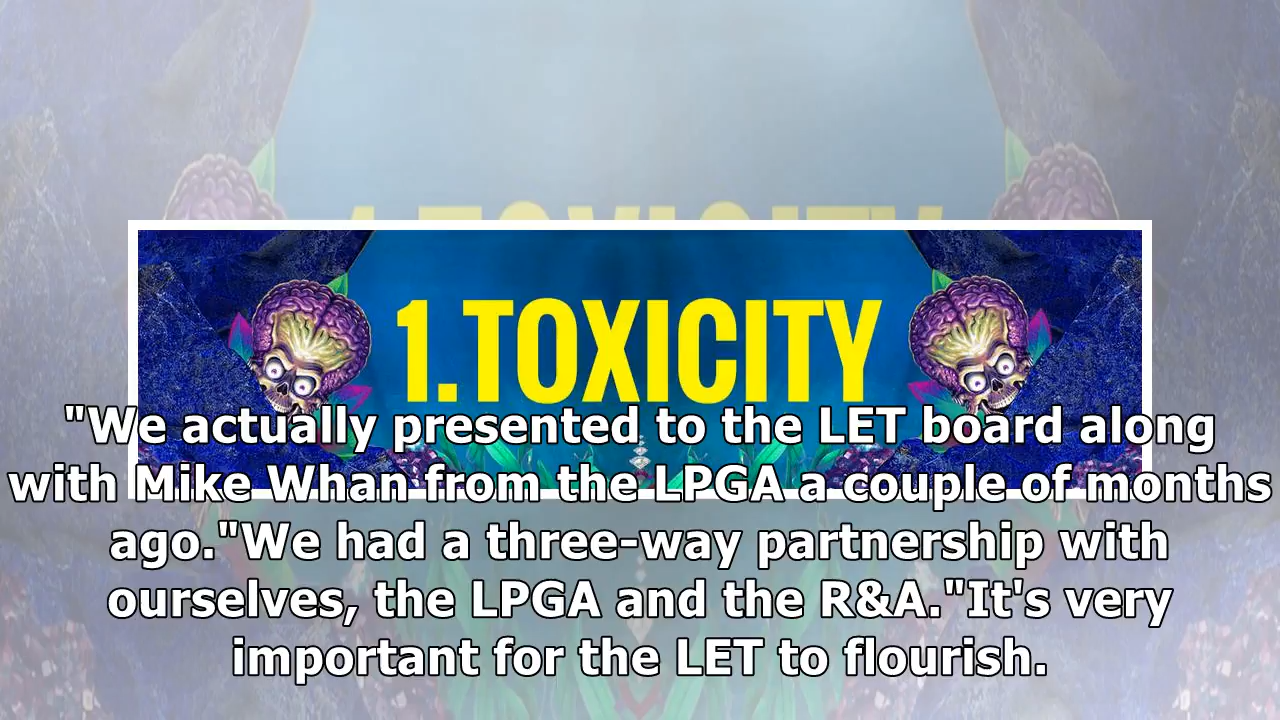 1.TOXICITY
"We actually presented to the LET board along
with Mike Whan from the LPGA a couple of months
ago."We had a three-way partnership with
ourselves, the LPGA and the R&A."It's very
important for the LET to flourish.